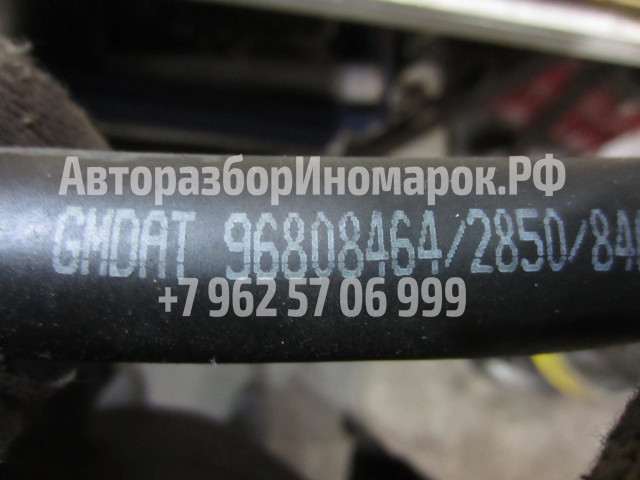 АвторазборИномарок.РФ
GMDAT 96808464/2850/84
+7 962 57 06 999